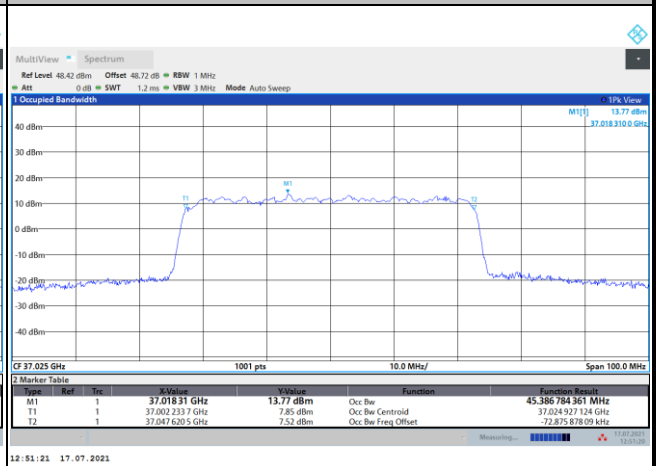 MultiView Spectrum
Ref Level 48.42 dBm Offset 48.72 dB RBW 1 MHz
Att 0 dB SWT 1.2 ms VBW 3 MHz Mode Auto Sweep
1 Occupied Bandwidth 1Pk View
M1[1] 13.77 dBm
37.018 310 0 GHz
40 dBm
30 dBm
20 dBm
M1
T1 T2
10 dBm
0 dBm
-10 dBm
-20 dBm
-30 dBm
-40 dBm
CF 37.025 GHz 1001 pts 10.0 MHz/ Span 100.0 MHz
2 Marker Table
Type Ref Trc X-Value Y-Value Function Function Result
M1 1 37.018 31 GHz 13.77 dBm Occ Bw 45.386 784 361 MHz
T1 1 37.002 233 7 GHz 7.85 dBm Occ Bw Centroid 37.024 927 124 GHz
T2 1 37.047 620 5 GHz 7.52 dBm Occ Bw Freq Offset -72.875 878 09 kHz
Measuring... 17.07.2021
12:51:20
12:51:21 17.07.2021